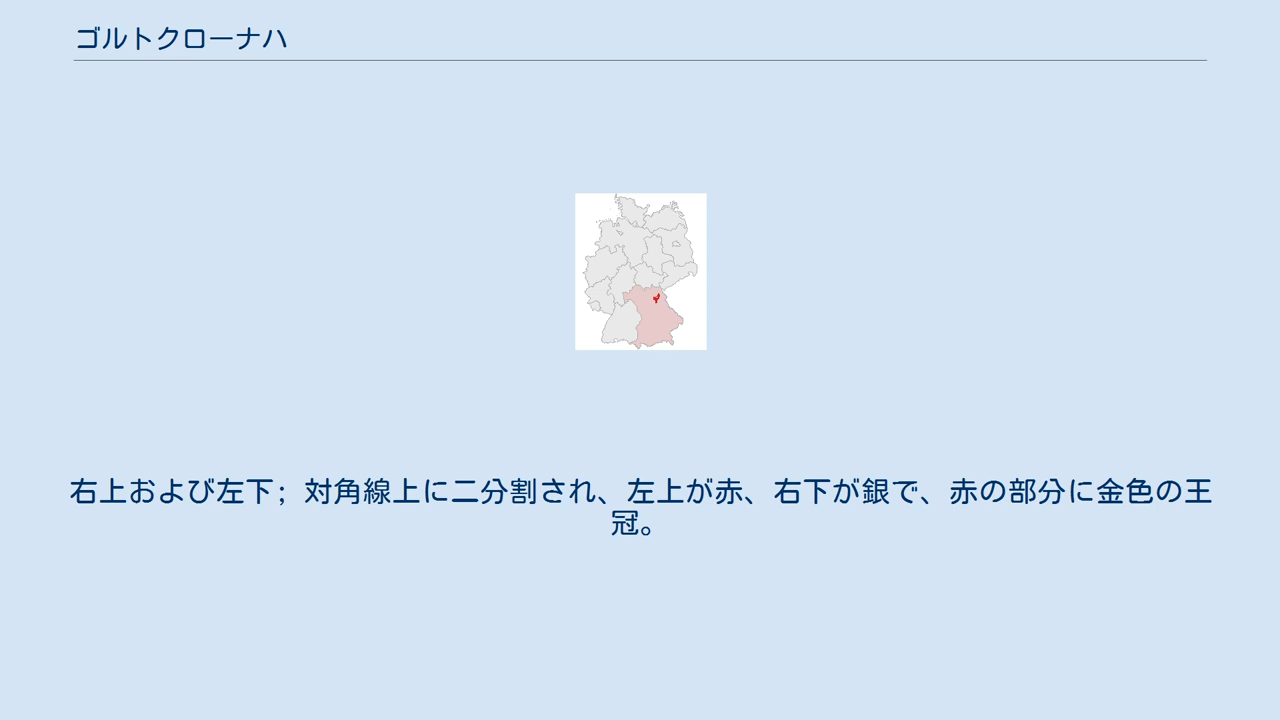 ゴルトクローナハ
右上および左下；対角線上に二分割され、左上が赤、右下が銀で、赤の部分に金色の王
冠。